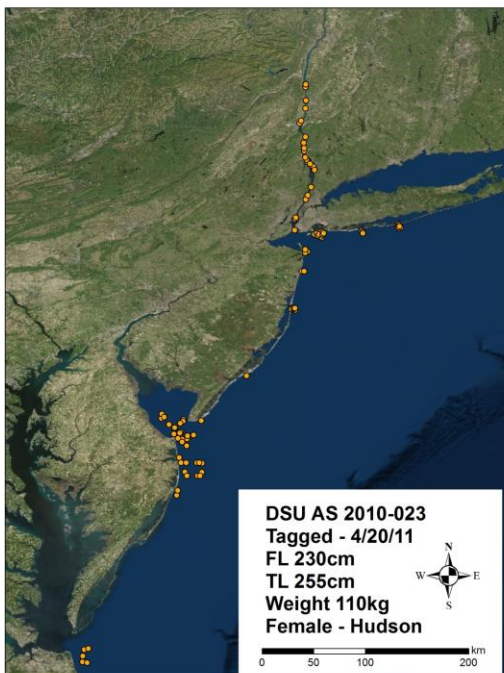 DSU AS 2010-023
Tagged - 4/20/11
FL 230cm
TL 255cm
Weight 110kg
Female - Hudson
N
W E
S
km
0 50 100 200